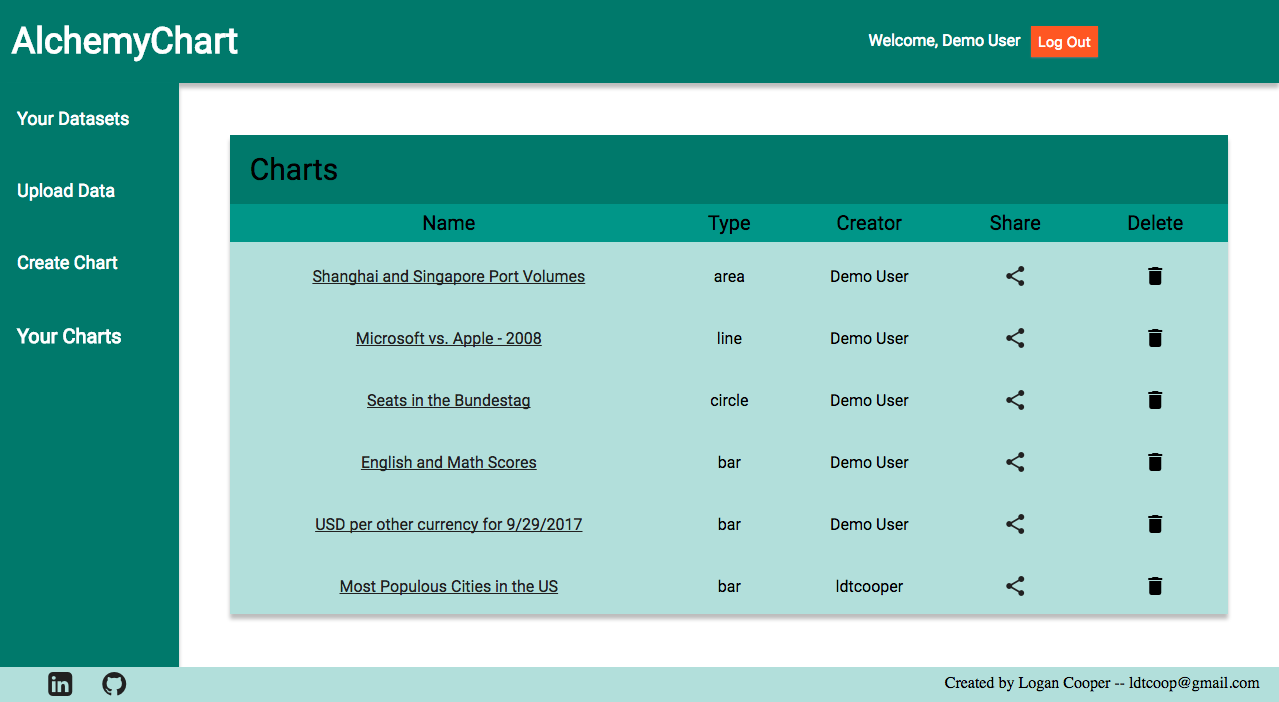 AlchemyChart
Welcome, Demo User Log Out
Your Datasets
Upload Data
Create Chart
Your Charts
Charts
Name Type Creator Share Delete
Shanghai and Singapore Port Volumes area Demo User
Microsoft vs. Apple - 2008 line Demo User
Seats in the Bundestag circle Demo User
English and Math Scores bar Demo User
USD per other currency for 9/29/2017 bar Demo User
Most Populous Cities in the US bar ldtcooper
in
Created by Logan Cooper -- ldtcoop@gmail.com